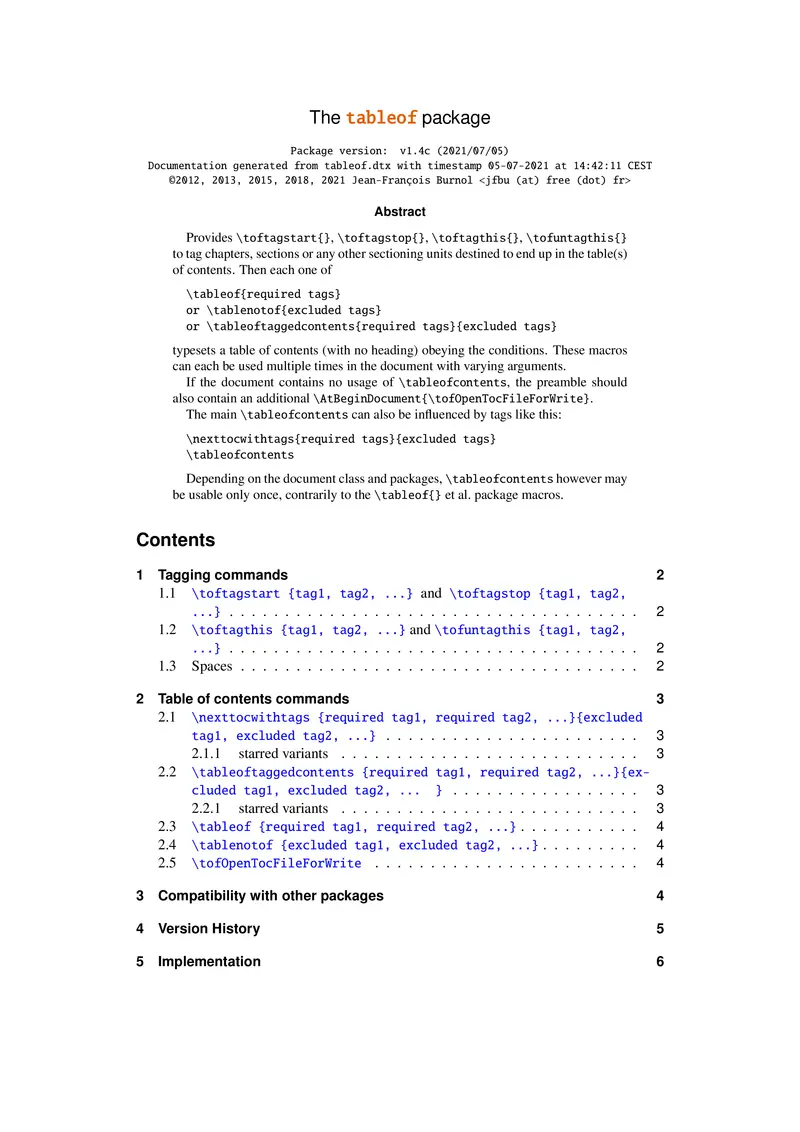 The tableof package
Package version: v1.4c (2021/07/05)
Documentation generated from tableof.dtx with timestamp 05-07-2021 at 14:42:11 CEST
©2012, 2013, 2015, 2018, 2021 Jean-François Burnol <jfbu (at) free (dot) fr>
Abstract
Provides \toftagstart{}, \toftagstop{}, \toftagthis{}, \tofuntagthis{}
to tag chapters, sections or any other sectioning units destined to end up in the table(s)
of contents. Then each one of
\tableof{required tags}
or \tablenotof{excluded tags}
or \tableoftaggedcontents{required tags}{excluded tags}
typesets a table of contents (with no heading) obeying the conditions. These macros
can each be used multiple times in the document with varying arguments.
If the document contains no usage of \tableofcontents, the preamble should
also contain an additional \AtBeginDocument{\tofOpenTocFileForWrite}.
The main \tableofcontents can also be influenced by tags like this:
\nexttocwithtags{required tags}{excluded tags}
\tableofcontents
Depending on the document class and packages, \tableofcontents however may
be usable only once, contrarily to the \tableof{} et al. package macros.
Contents
1 Tagging commands 2
1.1 \toftagstart {tag1, tag2, ...} and \toftagstop {tag1, tag2,
...} . . . . . . . . . . . . . . . . . . . . . . . . . . . . . . . . . . . . . 2
1.2 \toftagthis {tag1, tag2, ...} and \tofuntagthis {tag1, tag2,
...} . . . . . . . . . . . . . . . . . . . . . . . . . . . . . . . . . . . . . 2
1.3 Spaces . . . . . . . . . . . . . . . . . . . . . . . . . . . . . . . . . . . . 2
2 Table of contents commands 3
2.1 \nexttocwithtags {required tag1, required tag2, ...}{excluded
tag1, excluded tag2, ...} . . . . . . . . . . . . . . . . . . . . . . . 3
2.1.1 starred variants . . . . . . . . . . . . . . . . . . . . . . . . . . . 3
2.2 \tableoftaggedcontents {required tag1, required tag2, ...}{ex-
cluded tag1, excluded tag2, ... } . . . . . . . . . . . . . . . . . 3
2.2.1 starred variants . . . . . . . . . . . . . . . . . . . . . . . . . . . 3
2.3 \tableof {required tag1, required tag2, ...} . . . . . . . . . . . 4
2.4 \tablenotof {excluded tag1, excluded tag2, ...} . . . . . . . . . 4
2.5 \tofOpenTocFileForWrite . . . . . . . . . . . . . . . . . . . . . . . . 4
3 Compatibility with other packages 4
4 Version History 5
5 Implementation 6